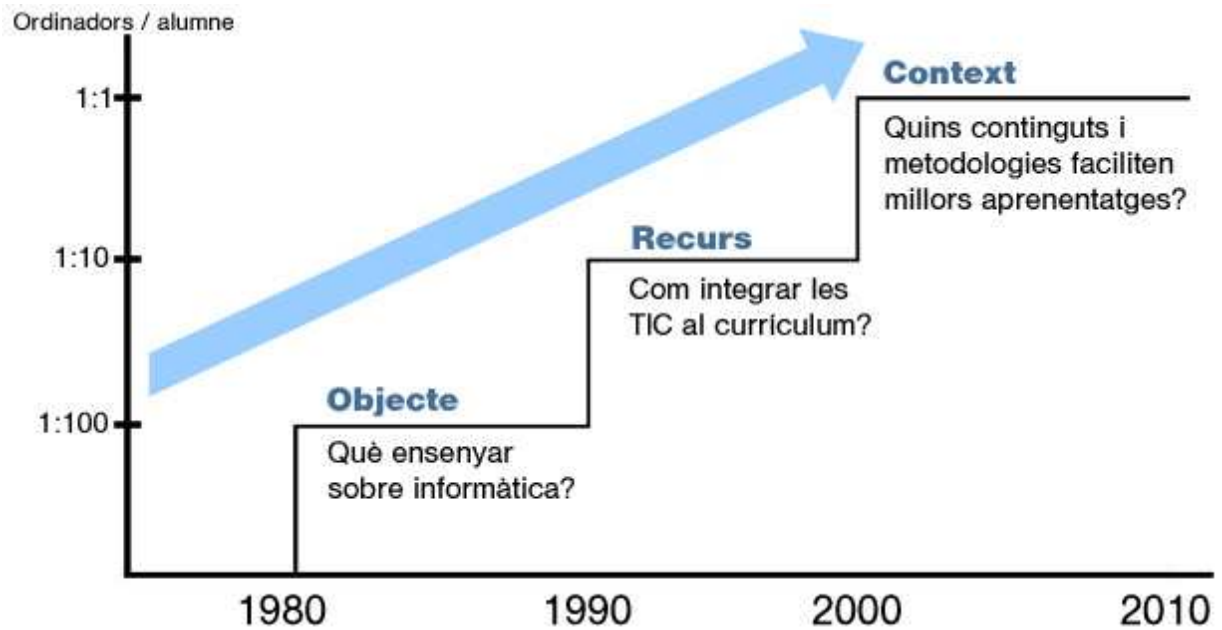 Ordinadors / alumne
1:1
Context
Quins continguts i
metodologies faciliten
millors aprenentatges?
1:10
Recurs
Com integrar les
TIC al currículum?
1:100
Objecte
Què ensenyar
sobre informàtica?
1980
1990
2000
2010